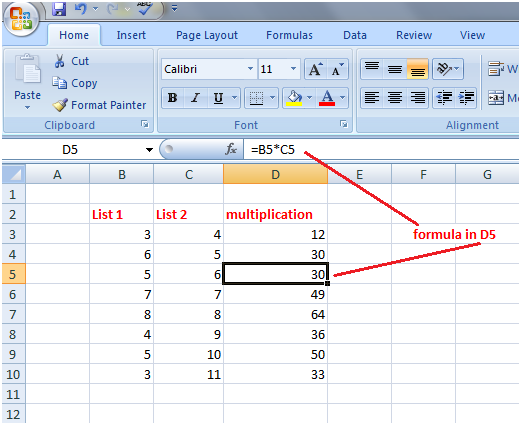 ABC
Home Insert Page Layout Formulas Data Review View
Paste
Cut
Copy
Format Painter
Clipboard
Calibri 11 A A
B I U A
Font
Alignment
D5 fx =B5*C5
A B C D E F G
1
2 List 1 List 2 multiplication
3 3 4 12 formula in D5
4 6 5 30
5 5 6 30
6 7 7 49
7 8 8 64
8 4 9 36
9 5 10 50
10 3 11 33
11
12